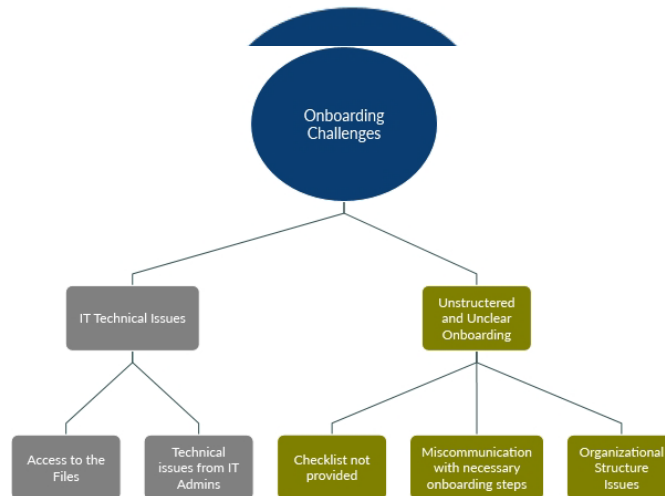 Onboarding
Challenges
IT Technical Issues
Unstructered
and Unclear
Onboarding
Access to the
Files
Technical
issues from IT
Admins
Checklist not
provided
Miscommunication
with necessary
onboarding steps
Organizational
Structure
Issues